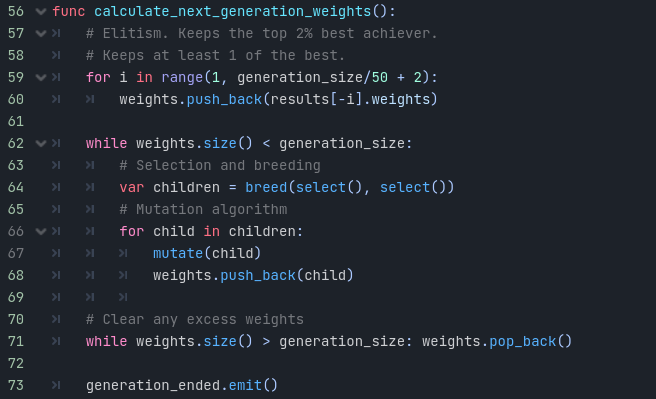 56 func calculate_next_generation_weights():
57 # Elitism. Keeps the top 2% best achiever.
58 # Keeps at least 1 of the best.
59 for i in range(1, generation_size/50 + 2):
60 weights.push_back(results[-i].weights)
61
62 while weights.size() < generation_size:
63 # Selection and breeding
64 var children = breed(select(), select())
65 # Mutation algorithm
66 for child in children:
67 mutate(child)
68 weights.push_back(child)
69
70 # Clear any excess weights
71 while weights.size() > generation_size: weights.pop_back()
72
73 generation_ended.emit()